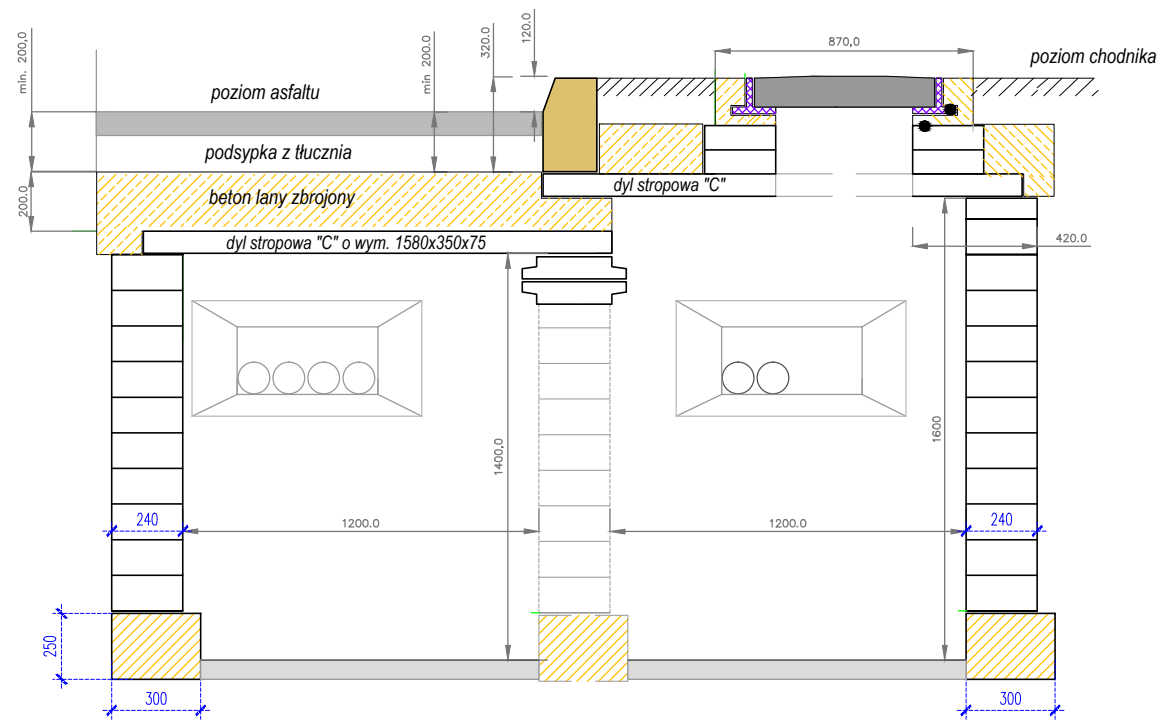 min. 200,0
120.0
320.0
min 200.0
870,0
poziom chodnika
poziom asfaltu
podsypka z tłucznia
200.0
beton lany zbrojony
dyl stropowa "C"
dyl stropowa "C" o wym. 1580x350x75
420.0
1400,0
1600
240
1200.0
1200.0
240
250
300
300